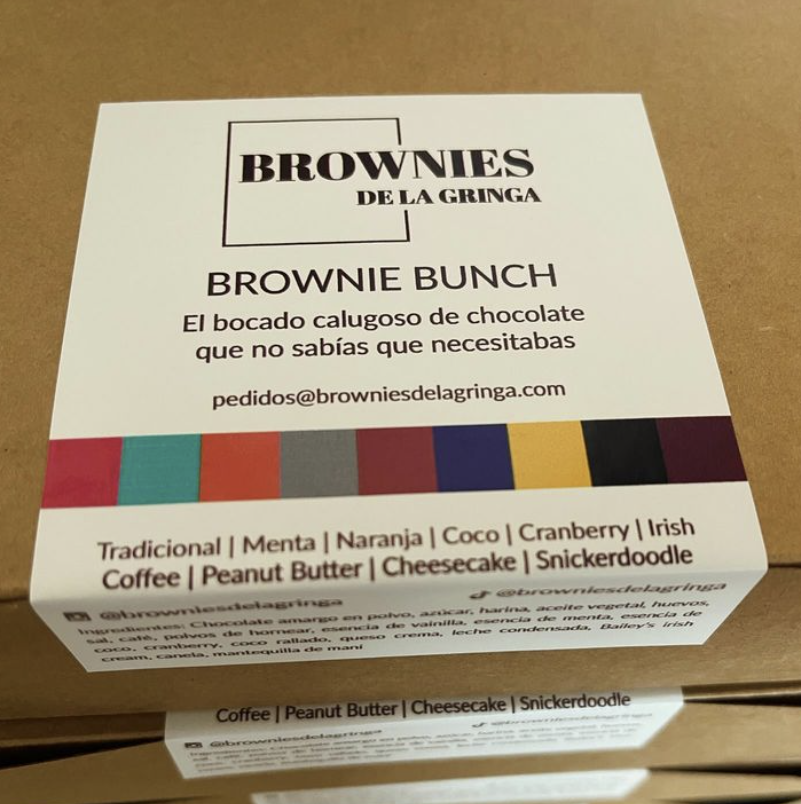 BROWNIES
DE LA GRINGA
BROWNIE BUNCH
El bocado calugoso de chocolate
que no sabías que necesitabas
pedidos@browniesdelagringa.com
Tradicional | Menta | Naranja | Coco | Cranberry | Irish
Coffee | Peanut Butter | Cheesecake | Snickerdoodle
@browniesdelagringa @browniesdelagringa
Ingredientes: Chocolate amargo en polvo, azúcar, harina, aceite vegetal, huevos,
sal, café, polvos de hornear, esencia de vainilla, esencia de menta, esencia de
coco, cranberry, coco rallado, queso crema, leche condensada, Bailey's irish
cream, canela, mantequilla de maní
Coffee | Peanut Butter | Cheesecake | Snickerdoodle
@browniesdelagringa @browniesdelagringa